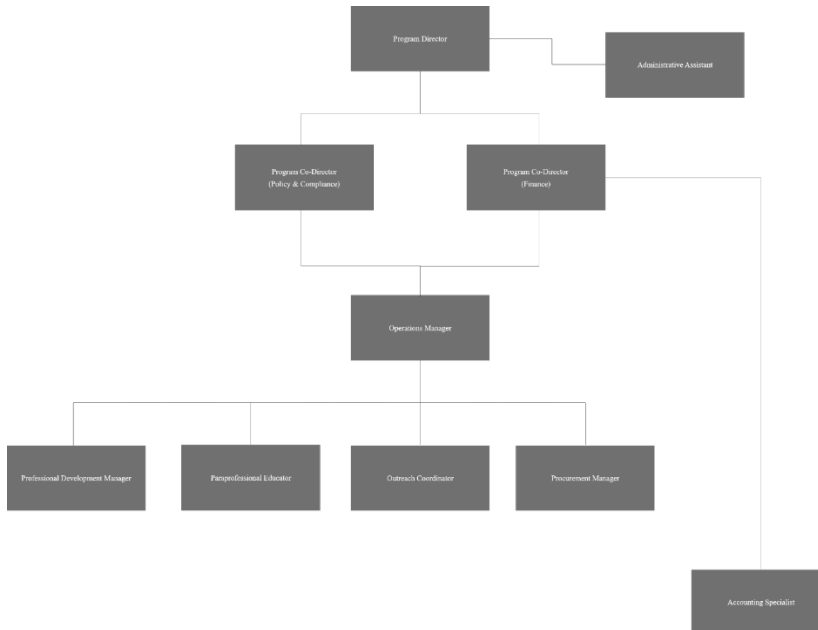 Program Director
Administrative Assistant
Program Co-Director
(Policy & Compliance)
Program Co-Director
(Finance)
Operations Manager
Professional Development Manager
Paraprofessional Educator
Outreach Coordinator
Procurement Manager
Accounting Specialist